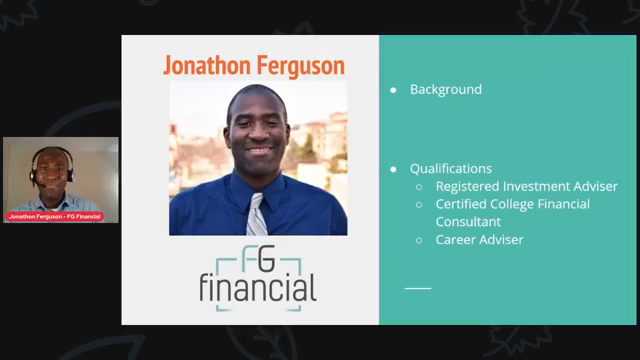 Jonathon Ferguson
FG
financial
Background
Qualifications
Registered Investment Adviser
Certified College Financial
Consultant
Career Adviser
Jonathon Ferguson - FG Financial